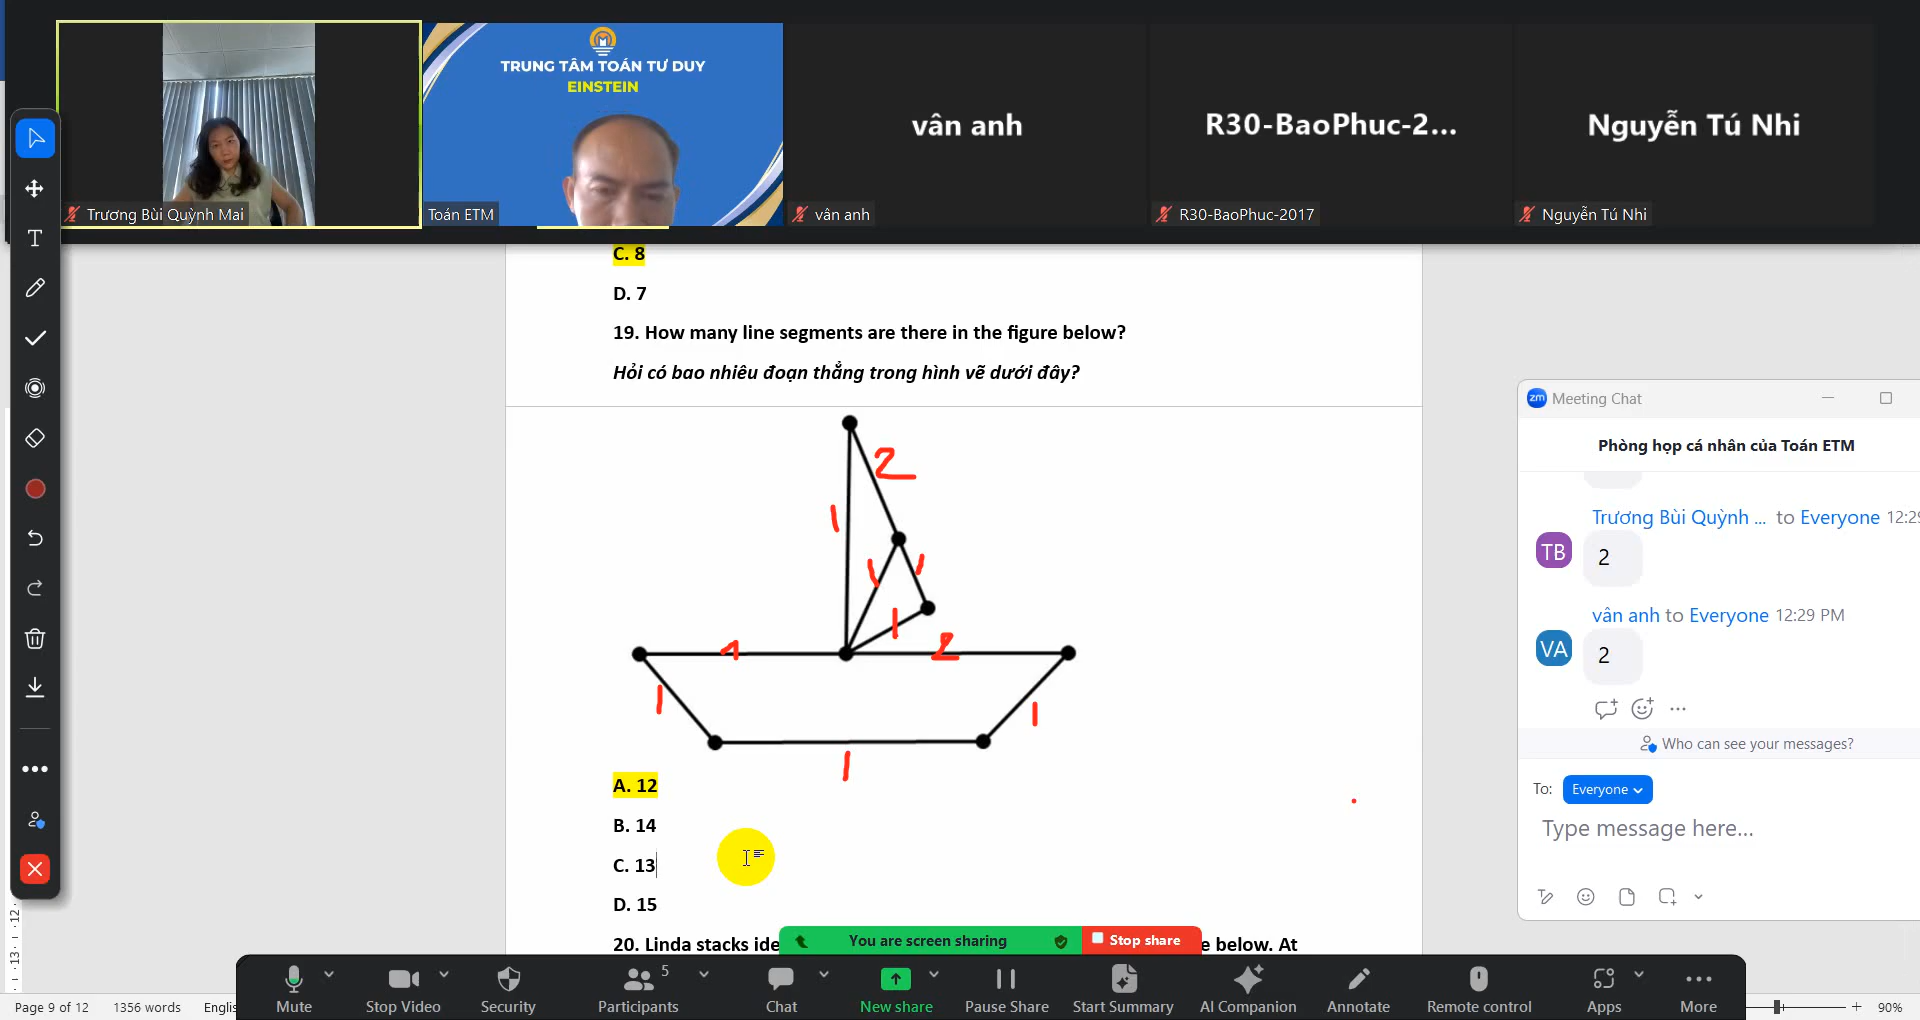 TRUNG TÂM TOÁN TƯ DUY
EINSTEIN
vân anh
R30-BaoPhuc-2...
Nguyễn Tú Nhi
Trương Bùi Quỳnh Mai
Toán ETM
vân anh
R30-BaoPhuc-2017
Nguyễn Tú Nhi
C. 8
D. 7
19. How many line segments are there in the figure below?
Hỏi có bao nhiêu đoạn thẳng trong hình vẽ dưới đây?
2
1
1
1
1
1
2
1
1
1
A. 12
B. 14
C. 13
D. 15
20. Linda stacks ide
e below. At
zm Meeting Chat
Phòng họp cá nhân của Toán ETM
Trương Bùi Quỳnh ... to Everyone 12:29
TB
2
vân anh to Everyone 12:29 PM
VA
2
Who can see your messages?
To: Everyone
Type message here...
You are screen sharing
Stop share
5
Mute
Stop Video
Security
Participants
Chat
New share
Pause Share
Start Summary
AI Companion
Annotate
Remote control
Apps
More
Page 9 of 12
1356 words
Englis
90%
12
13
T